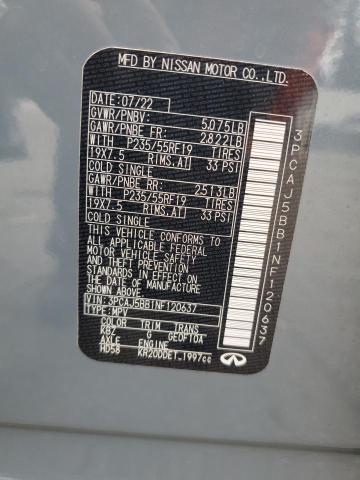 MFD BY NISSAN MOTOR CO.,LTD.
DATE:07/22
GVWR/PNBV: 5075LB
GAWR/PNBE FR: 2822LB
WITH P235/55RF19 TIRES
19X7.5 RIMS,AT 33 PSI
COLD SINGLE
GAWR/PNBE RR: 2513LB
WITH P235/55RF19 TIRES
19X7.5 RIMS,AT 33 PSI
COLD SINGLE
THIS VEHICLE CONFORMS TO
ALL APPLICABLE U.S. FEDERAL
MOTOR VEHICLE SAFETY, BUMPER,
AND THEFT PREVENTION
STANDARDS IN EFFECT ON
THE DATE OF MANUFACTURE
SHOWN ABOVE.
VIN:3PCAJ5BB1NF120637
TYPE:MPV
COLOR TRIM TRANS
KBZ G GE0FT0A
AXLE ENGINE
HD58 KR20DDET 1997cc
INFINITI
3PCAJ5BB1NF120637